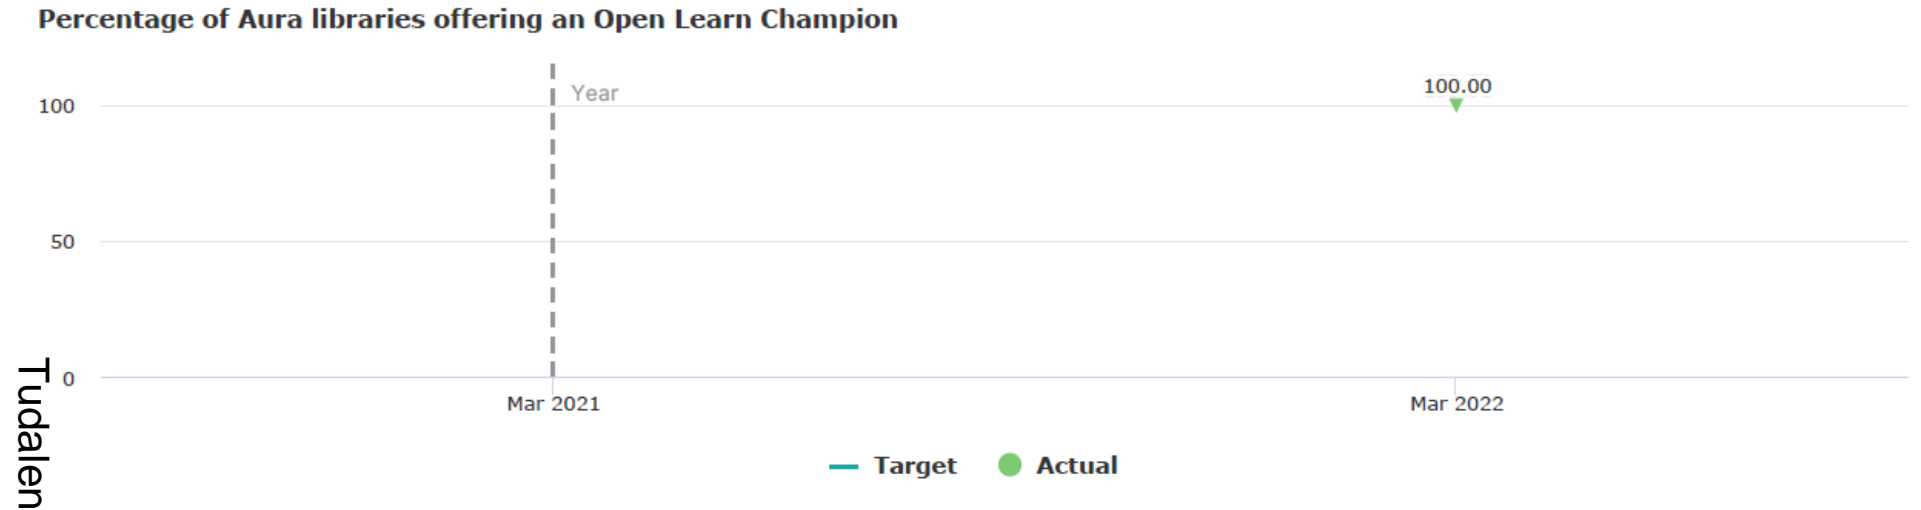 Percentage of Aura libraries offering an Open Learn Champion
Year
100.00
100
50
0
Mar 2021
Mar 2022
Target
Actual
Tudalen